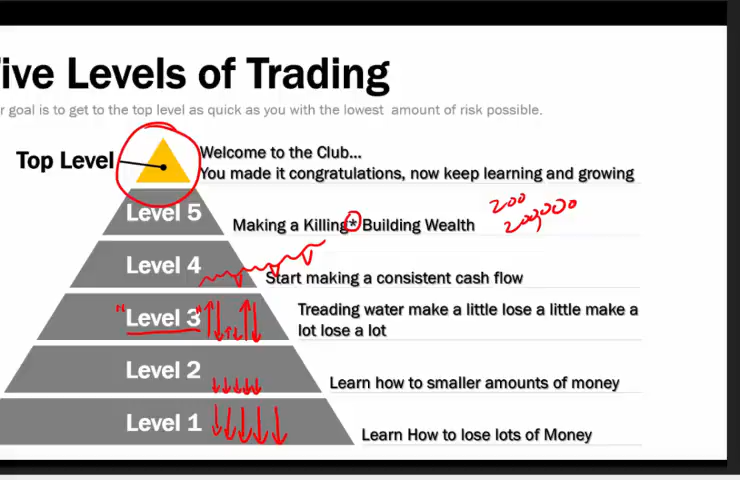 ive Levels of Trading
r goal is to get to the top level as quick as you with the lowest amount of risk possible.
Top Level
Welcome to the Club...
You made it congratulations, now keep learning and growing
200
200,000
Level 5
Making a Killing* Building Wealth
Level 4
Start making a consistent cash flow
"Level 3"
Treading water make a little lose a little make a
lot lose a lot
Level 2
Learn how to smaller amounts of money
Level 1
Learn How to lose lots of Money